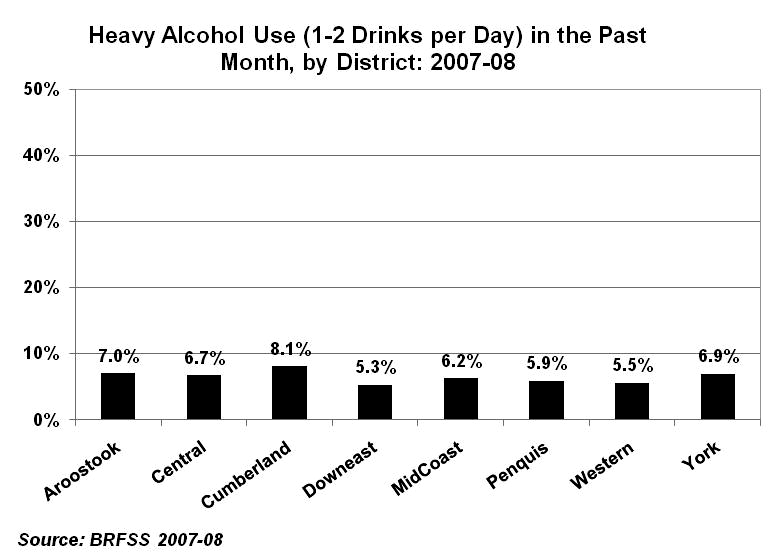 Heavy Alcohol Use (1-2 Drinks per Day) in the Past
Month, by District: 2007-08
50%
40%
30%
20%
10%
0%
7.0%
6.7%
8.1%
5.3%
6.2%
5.9%
5.5%
6.9%
Aroostook
Central
Cumberland
Downeast
MidCoast
Penquis
Western
York
Source: BRFSS 2007-08